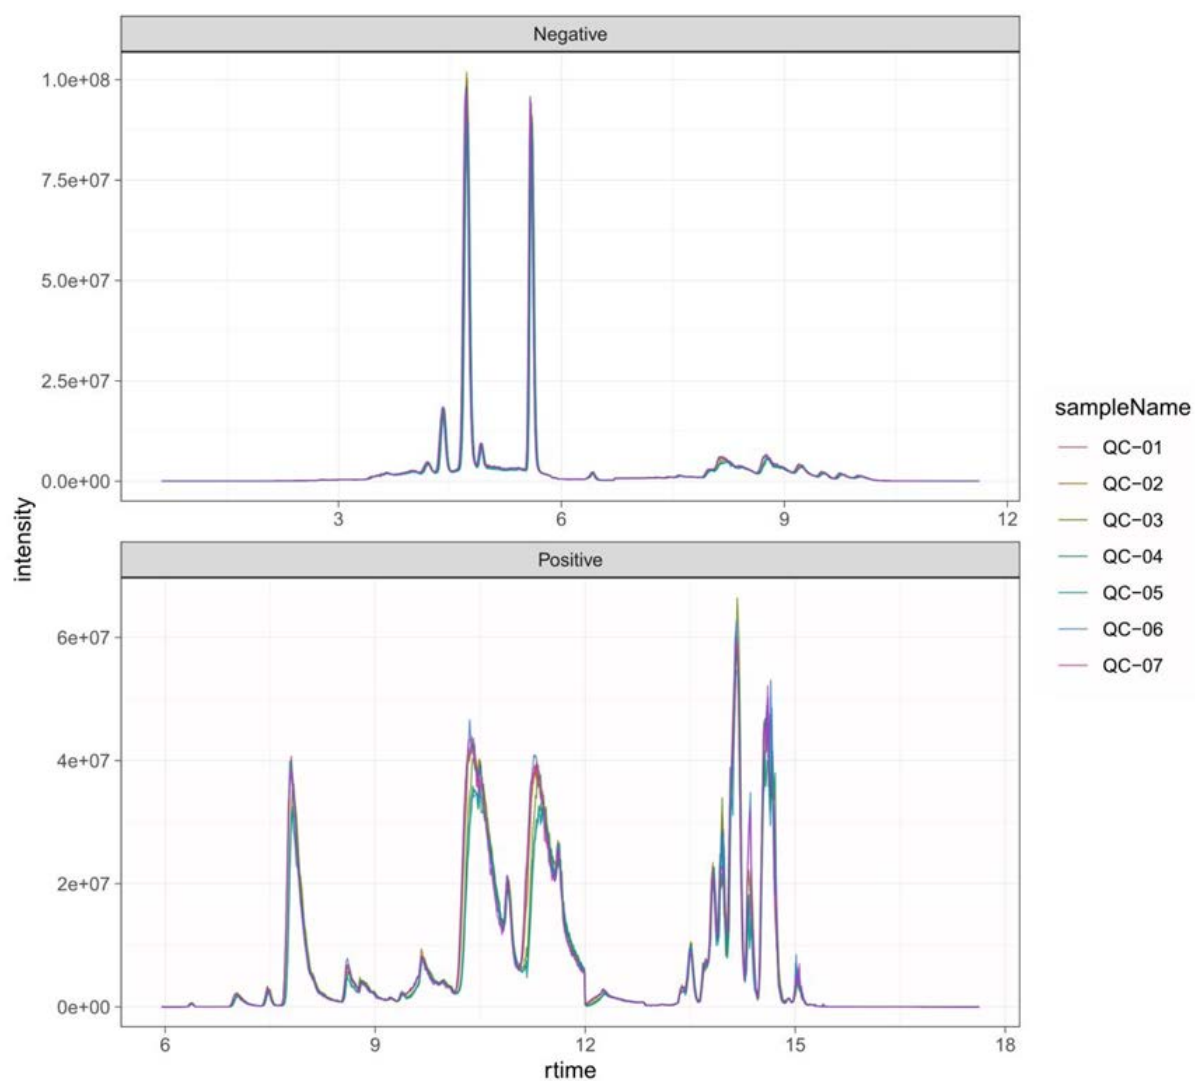 Negative
1.0e+08
7.5e+07
5.0e+07
2.5e+07
0.0e+00
3 6 9 12
intensity
Positive
6e+07
4e+07
2e+07
0e+00
6 9 12 15 18
rtime
sampleName
QC−01
QC−02
QC−03
QC−04
QC−05
QC−06
QC−07